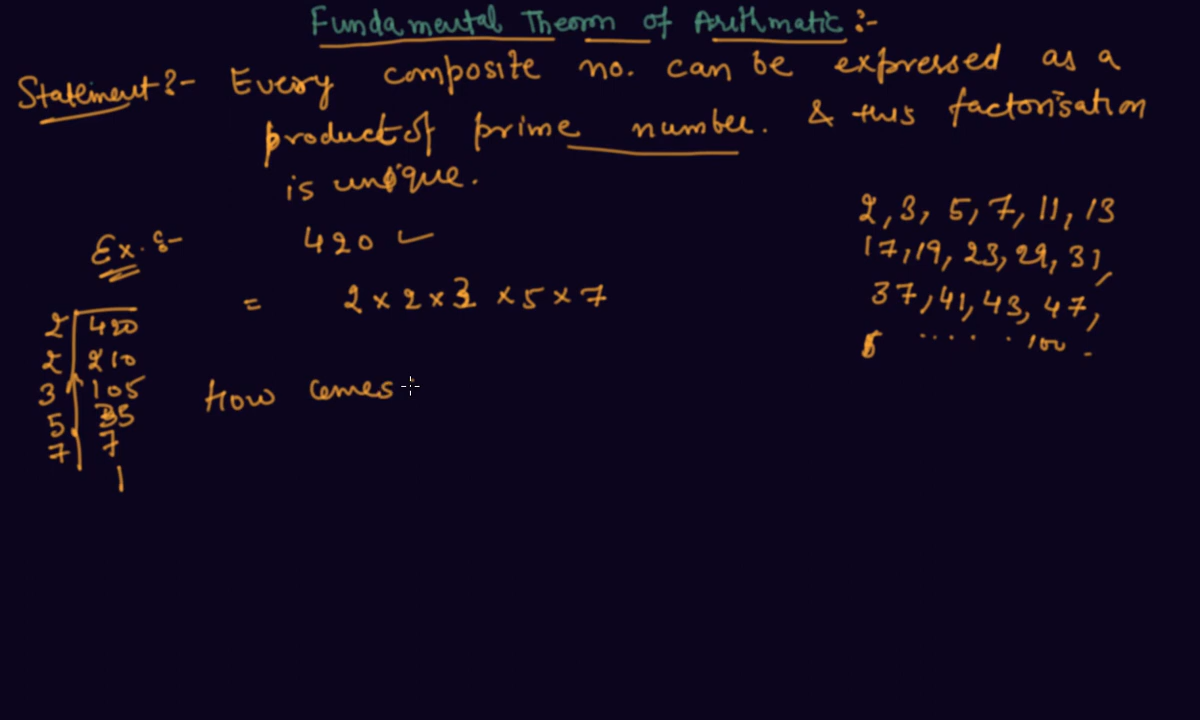 Fundamental Theorm of Arithmatic :-
Statement :- Every composite no. can be expressed as a
product of prime number. & this factorisation
is unique.
Ex. :- 420
= 2 × 2 × 3 × 5 × 7
2, 3, 5, 7, 11, 13
17, 19, 23, 29, 31,
37, 41, 43, 47,
.... . 100 .
2 420
2 210
3 105
5 35
7 7
1
How comes